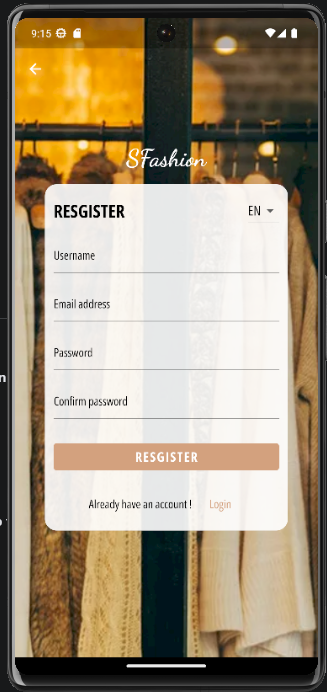 9:15
SFashion
RESGISTER EN
Username
Email address
Password
Confirm password
RESGISTER
Already have an account ! Login